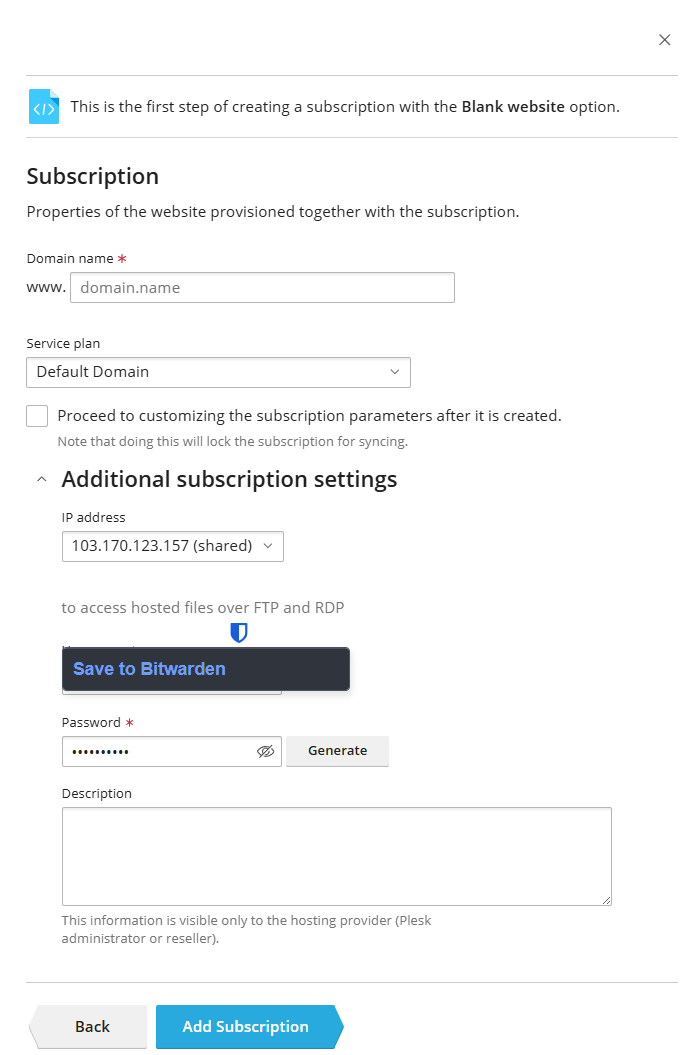 This is the first step of creating a subscription with the Blank website option.
Subscription
Properties of the website provisioned together with the subscription.
Domain name *
www. domain.name
Service plan
Default Domain
Proceed to customizing the subscription parameters after it is created.
Note that doing this will lock the subscription for syncing.
Additional subscription settings
IP address
103.170.123.157 (shared)
to access hosted files over FTP and RDP
Save to Bitwarden
Password *
••••••••••
Generate
Description
This information is visible only to the hosting provider (Plesk
administrator or reseller).
Back
Add Subscription